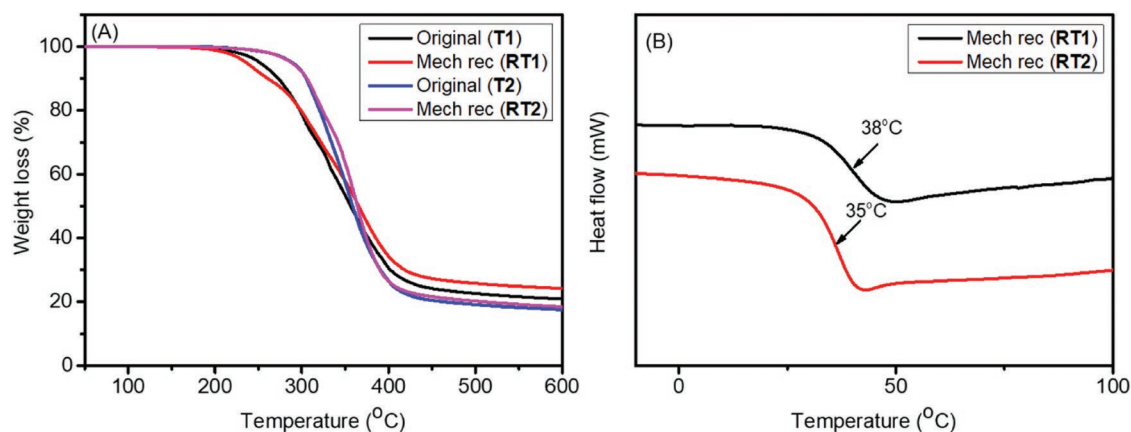 (A)
Original (T1)
Mech rec (RT1)
Original (T2)
Mech rec (RT2)
Weight loss (%)
100
80
60
40
20
0
100 200 300 400 500 600
Temperature (°C)
(B)
Mech rec (RT1)
Mech rec (RT2)
38°C
35°C
Heat flow (mW)
0 50 100
Temperature (°C)